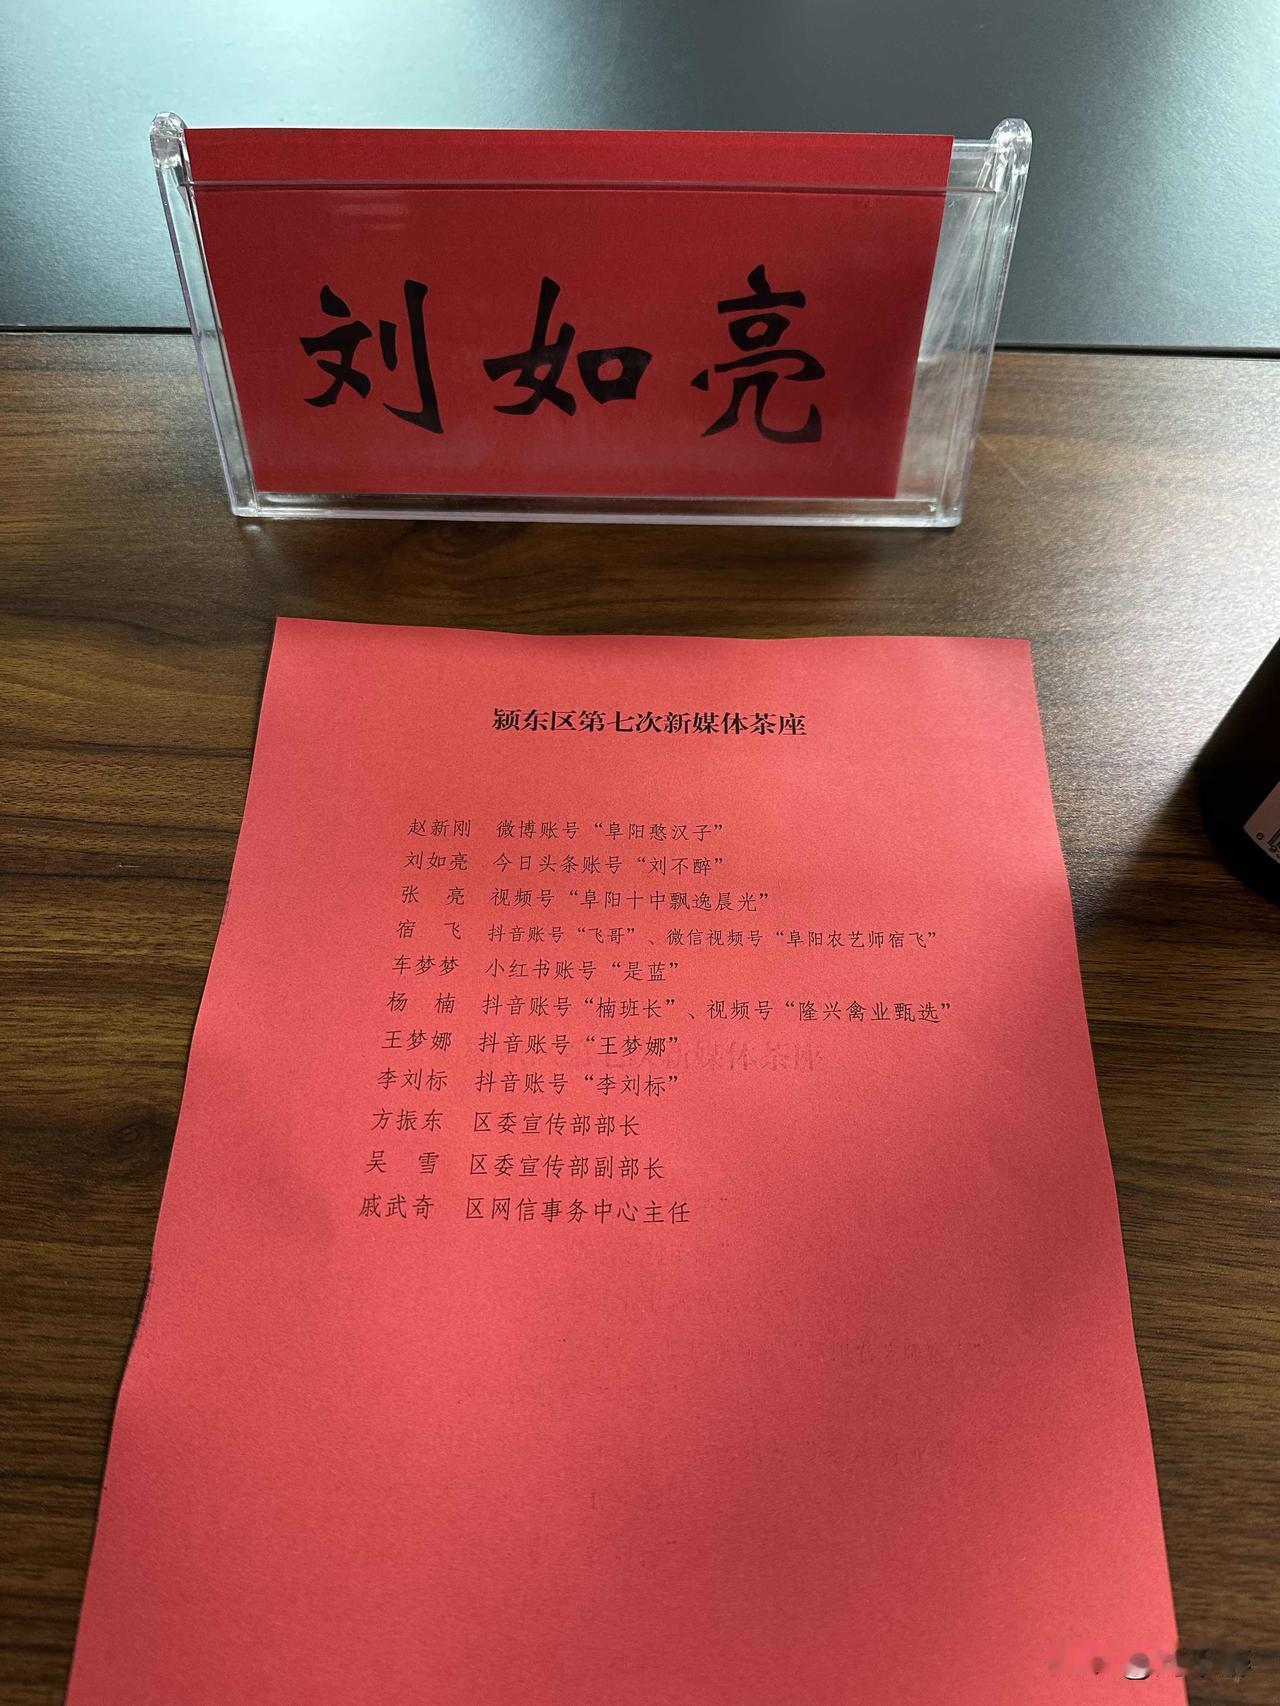 刘如亮
颍东区第七次新媒体茶座
赵新刚 微博账号“阜阳憨汉子”
刘如亮 今日头条账号“刘不醉”
张 亮 视频号“阜阳十中飘逸晨光”
宿 飞 抖音账号“飞哥”、微信视频号“阜阳农艺师宿飞”
车梦梦 小红书账号“是蓝”
杨 楠 抖音账号“楠班长”、视频号“隆兴禽业甄选”
王梦娜 抖音账号“王梦娜”
李刘标 抖音账号“李刘标”
方振东 区委宣传部部长
吴 雪 区委宣传部副部长
戚武奇 区网信事务中心主任